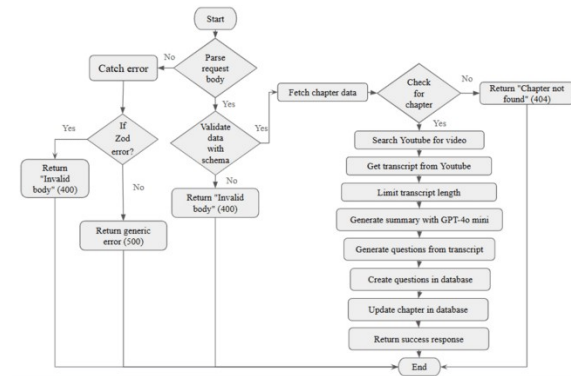 Start
No
Parse
request
body
Catch error
Yes
Fetch chapter data
Check
for
chapter
No
Return "Chapter not
found" (404)
Yes
If
Zod
error?
Validate
data
with
schema
Yes
Yes
Search Youtube for video
Get transcript from Youtube
Return
"Invalid
body" (400)
No
No
Return "Invalid
body" (400)
Limit transcript length
Generate summary with GPT-4o mini
Return generic
error (500)
Generate questions from transcript
Create questions in database
Update chapter in database
Return success response
End